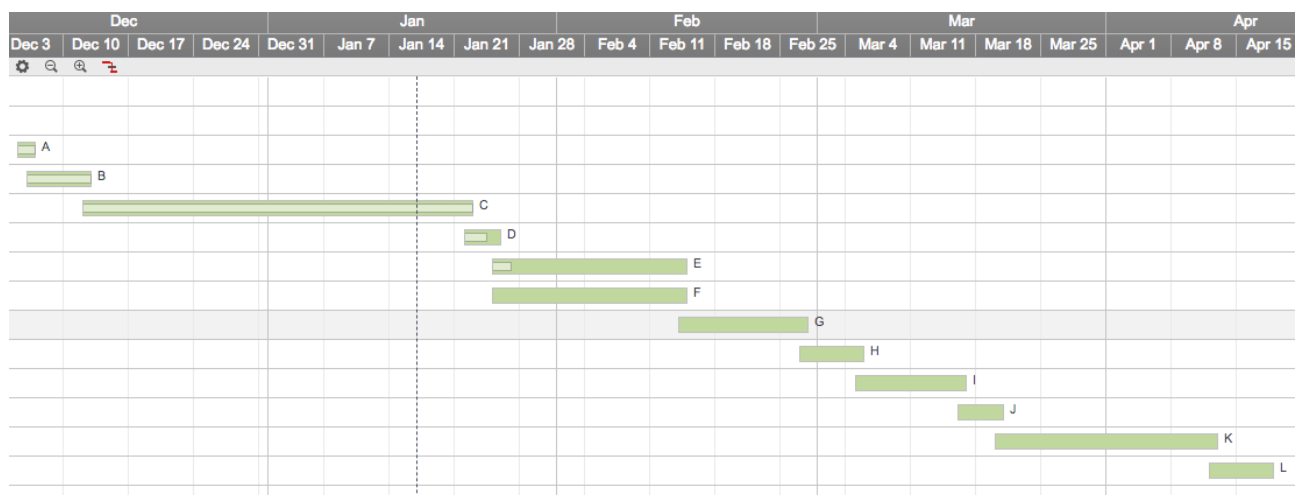 Dec Jan Feb Mar Apr
Dec 3 Dec 10 Dec 17 Dec 24 Dec 31 Jan 7 Jan 14 Jan 21 Jan 28 Feb 4 Feb 11 Feb 18 Feb 25 Mar 4 Mar 11 Mar 18 Mar 25 Apr 1 Apr 8 Apr 15
A
B
C
D
E
F
G
H
I
J
K
L